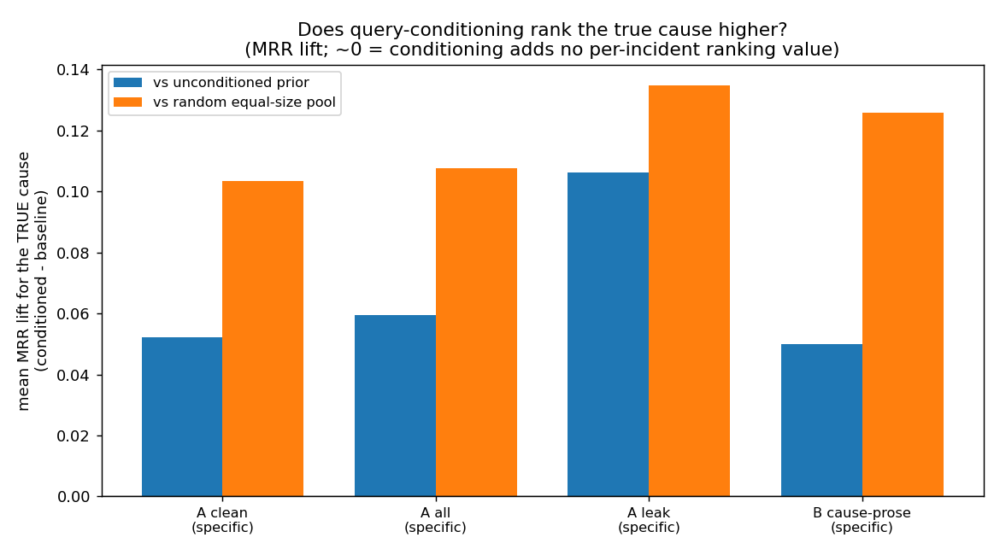 Does query-conditioning rank the true cause higher?
(MRR lift; ~0 = conditioning adds no per-incident ranking value)
vs unconditioned prior
vs random equal-size pool
mean MRR lift for the TRUE cause
(conditioned - baseline)
0.14
0.12
0.10
0.08
0.06
0.04
0.02
0.00
A clean
(specific)
A all
(specific)
A leak
(specific)
B cause-prose
(specific)